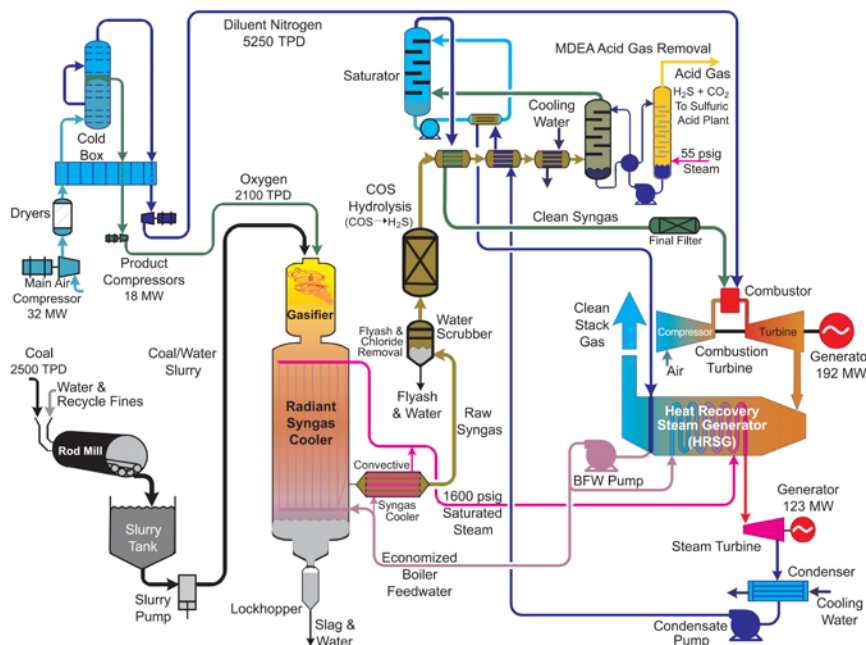 Diluent Nitrogen
5250 TPD
MDEA Acid Gas Removal
Saturator
Acid Gas
H₂S + CO₂
To Sulfuric
Acid Plant
Cooling
Water
Cold
Box
55 psig
Steam
Oxygen
2100 TPD
COS
Hydrolysis
(COS→H₂S)
Dryers
Clean Syngas
Final Filter
Product
Compressors
18 MW
Main Air
Compressor
32 MW
Gasifier
Flyash &
Chloride
Removal
Water
Scrubber
Clean
Stack
Gas
Combustor
Compressor
Turbine
Air
Combustion
Turbine
Generator
192 MW
Coal
2500 TPD
Water &
Recycle Fines
Coal/Water
Slurry
Flyash
& Water
Radiant
Syngas
Cooler
Raw
Syngas
Heat Recovery
Steam Generator
(HRSG)
Rod Mill
Convective
Syngas
Cooler
BFW Pump
1600 psig
Saturated
Steam
Generator
123 MW
Slurry
Tank
Steam Turbine
Economized
Boiler
Feedwater
Condenser
Slurry
Pump
Lockhopper
Cooling
Water
Slag &
Water
Condensate
Pump